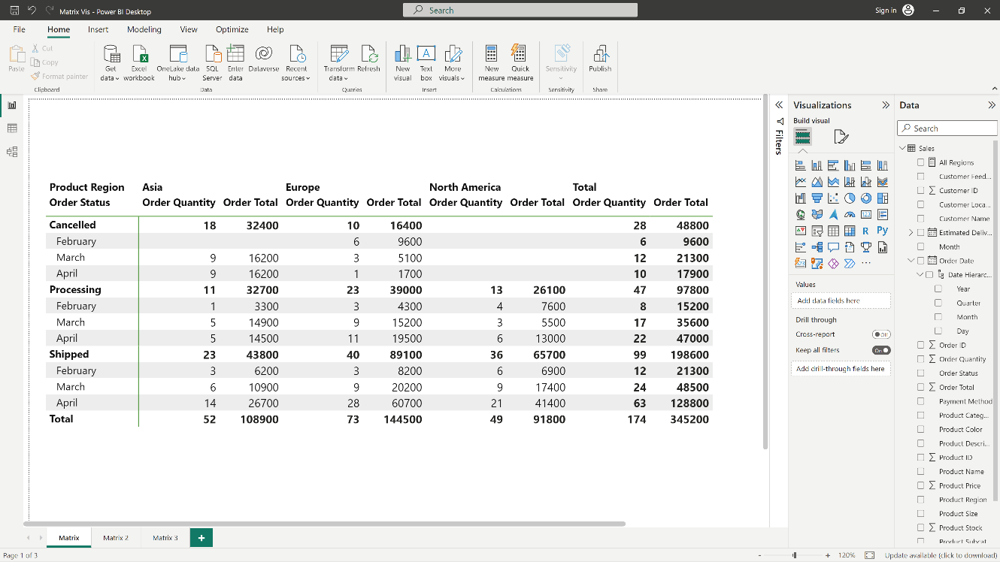 Matrix Vis - Power BI Desktop
Search
Sign in
File Home Insert Modeling View Optimize Help
Paste
Cut
Copy
Format painter
Clipboard
Get data
Excel workbook
OneLake data hub
SQL Server
Enter data
Dataverse
Recent sources
Data
Transform data
Refresh
Queries
New visual
Text box
More visuals
Insert
New measure
Quick measure
Calculations
Sensitivity
Sensitivity
Publish
Share
Product Region Asia Europe North America Total
Order Status Order Quantity Order Total Order Quantity Order Total Order Quantity Order Total Order Quantity Order Total
Cancelled 18 32400 10 16400 28 48800
February 6 9600 6 9600
March 9 16200 3 5100 12 21300
April 9 16200 1 1700 10 17900
Processing 11 32700 23 39000 13 26100 47 97800
February 1 3300 3 4300 4 7600 8 15200
March 5 14900 9 15200 3 5500 17 35600
April 5 14500 11 19500 6 13000 22 47000
Shipped 23 43800 40 89100 36 65700 99 198600
February 3 6200 3 8200 6 6900 12 21300
March 6 10900 9 20200 9 17400 24 48500
April 14 26700 28 60700 21 41400 63 128800
Total 52 108900 73 144500 49 91800 174 345200
Filters
Visualizations
Build visual
123
R
Py
123
...
Values
Add data fields here
Drill through
Cross-report
Off
Keep all filters
On
Add drill-through fields here
Data
Search
Sales
All Regions
Customer Feed...
Customer ID
Customer Loca...
Customer Name
Estimated Deliv...
Month
Order Date
Date Hierarc...
Year
Quarter
Month
Day
Order ID
Order Quantity
Order Status
Order Total
Payment Method
Product Categ...
Product Color
Product Descri...
Product ID
Product Name
Product Price
Product Region
Product Size
Product Stock
Product Subcat
Matrix
Matrix 2
Matrix 3
+
Page 1 of 3
- + 120%
Update available (click to download)